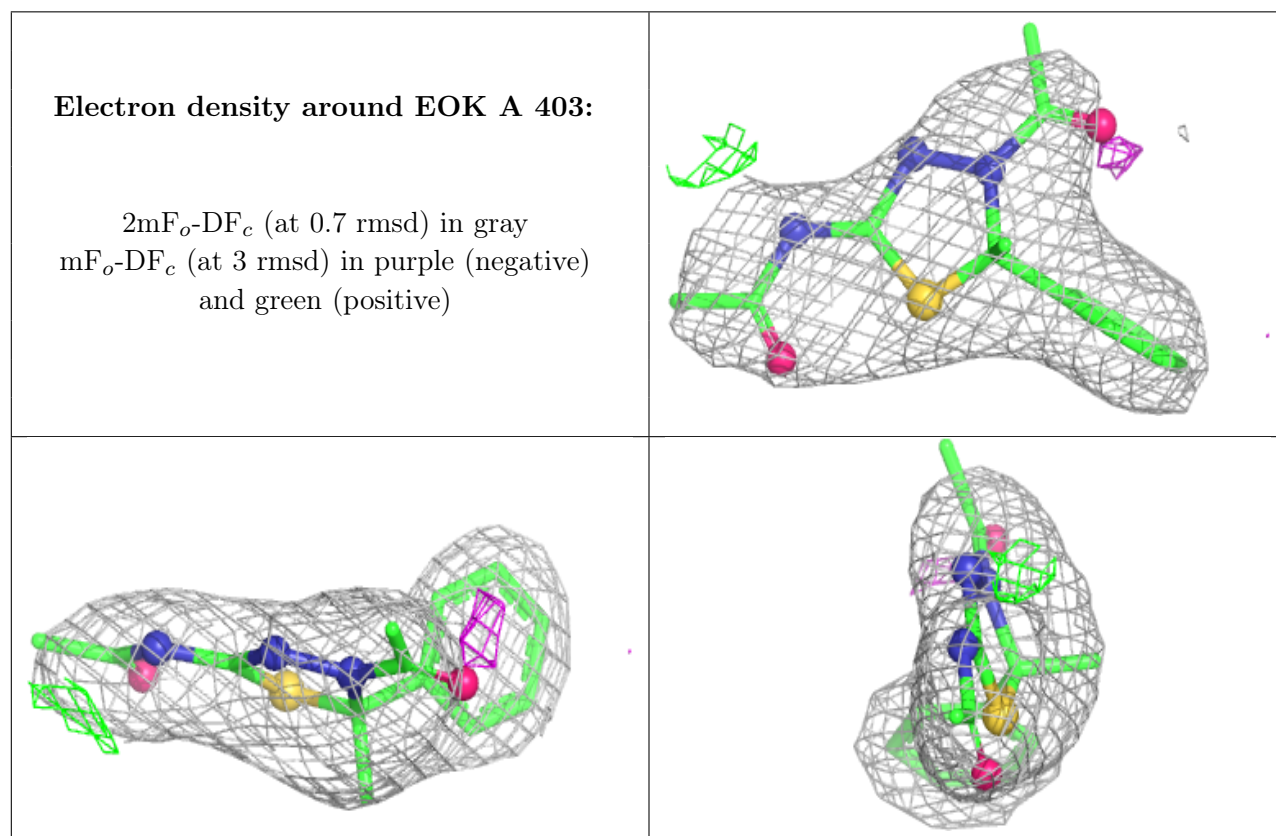 Electron density around EOK A 403:
2mFo-DFc (at 0.7 rmsd) in gray
mFo-DFc (at 3 rmsd) in purple (negative)
and green (positive)